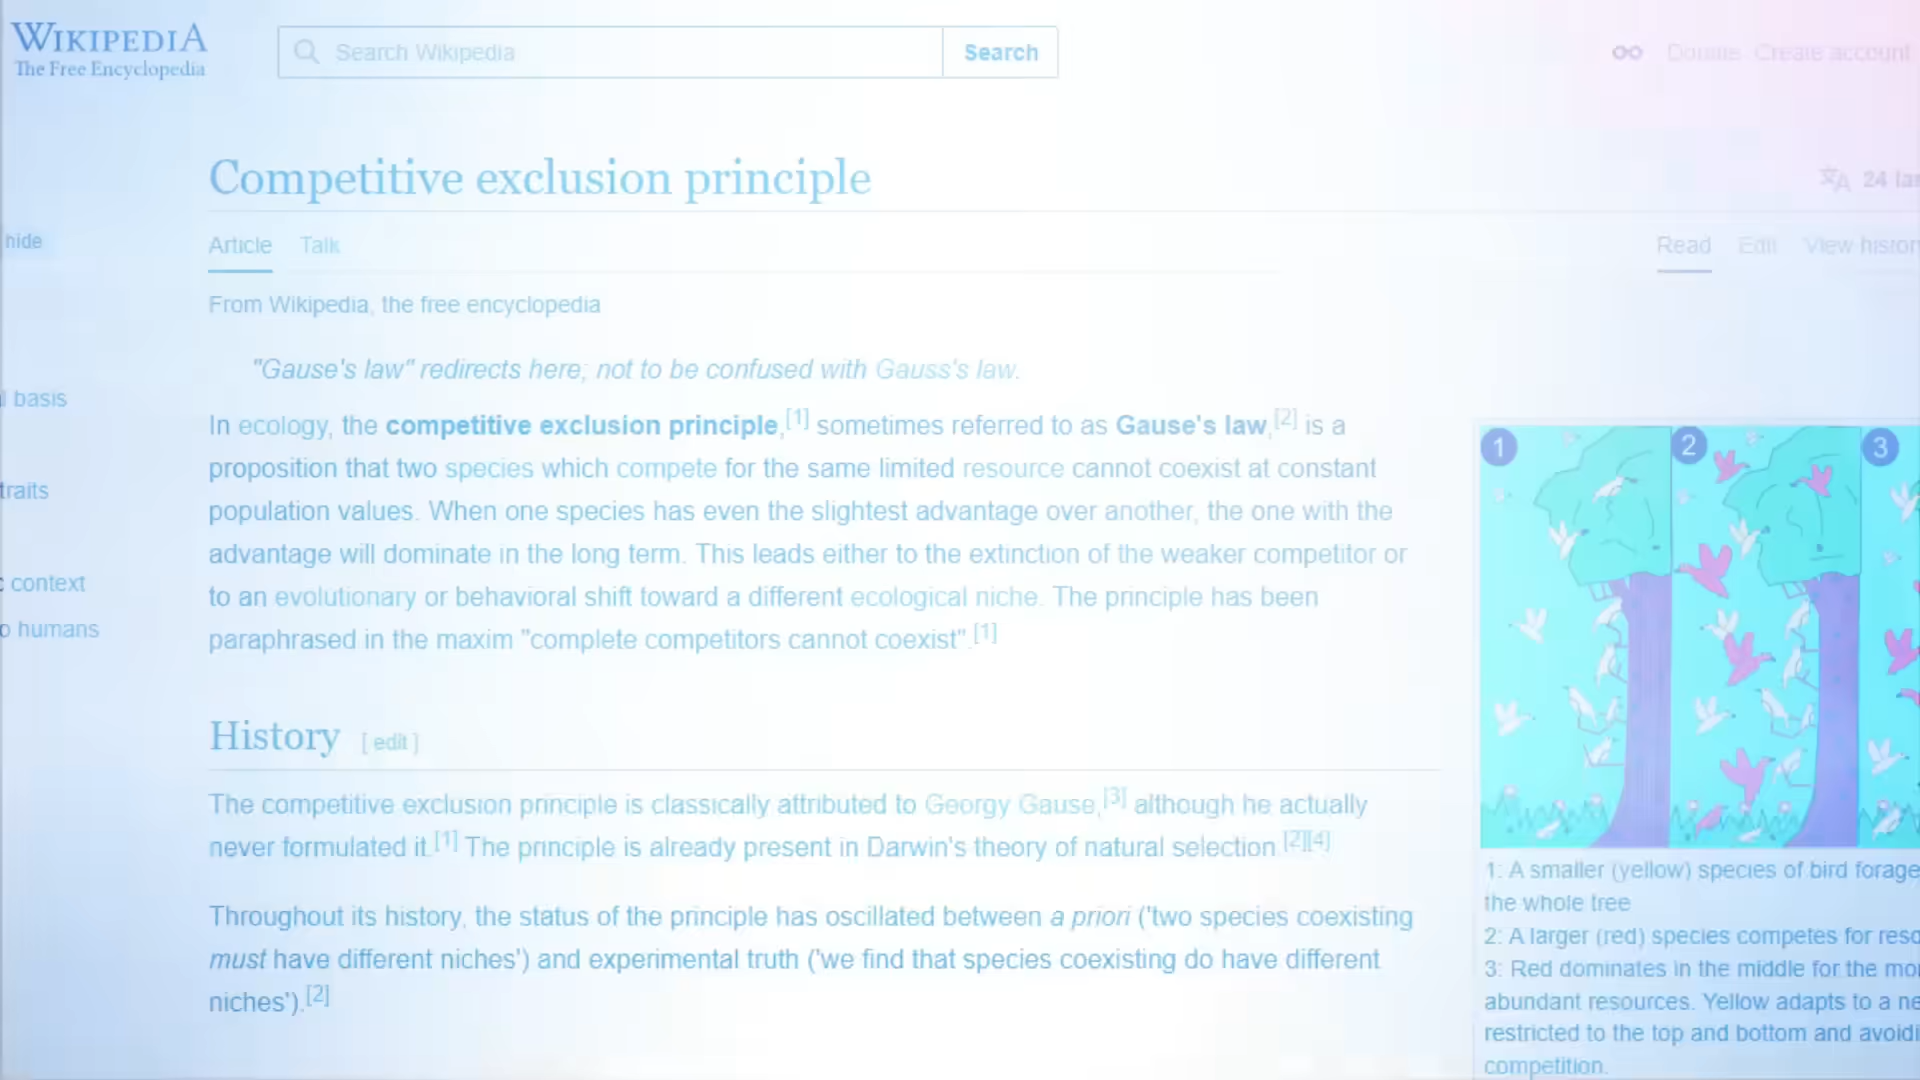 WIKIPEDIA
The Free Encyclopedia
Search Wikipedia
Search
Donate Create account
Competitive exclusion principle
24
hide
Article Talk
Read Edit View
From Wikipedia, the free encyclopedia
"Gause's law" redirects here; not to be confused with Gauss's law.
basis
In ecology, the competitive exclusion principle,[1] sometimes referred to as Gause's law,[2] is a
proposition that two species which compete for the same limited resource cannot coexist at constant
population values. When one species has even the slightest advantage over another, the one with the
advantage will dominate in the long term. This leads either to the extinction of the weaker competitor or
to an evolutionary or behavioral shift toward a different ecological niche. The principle has been
paraphrased in the maxim "complete competitors cannot coexist".[1]
traits
context
humans
1 2 3
History [ edit ]
The competitive exclusion principle is classically attributed to Georgy Gause,[3] although he actually
never formulated it.[1] The principle is already present in Darwin's theory of natural selection.[2][4]
Throughout its history, the status of the principle has oscillated between a priori ('two species coexisting
must have different niches') and experimental truth ('we find that species coexisting do have different
niches').[2]
1: A smaller (yellow) species of bird forage
the whole tree
2: A larger (red) species competes for
3: Red dominates in the middle for the
abundant resources. Yellow adapts to a
restricted to the top and bottom and
competition.